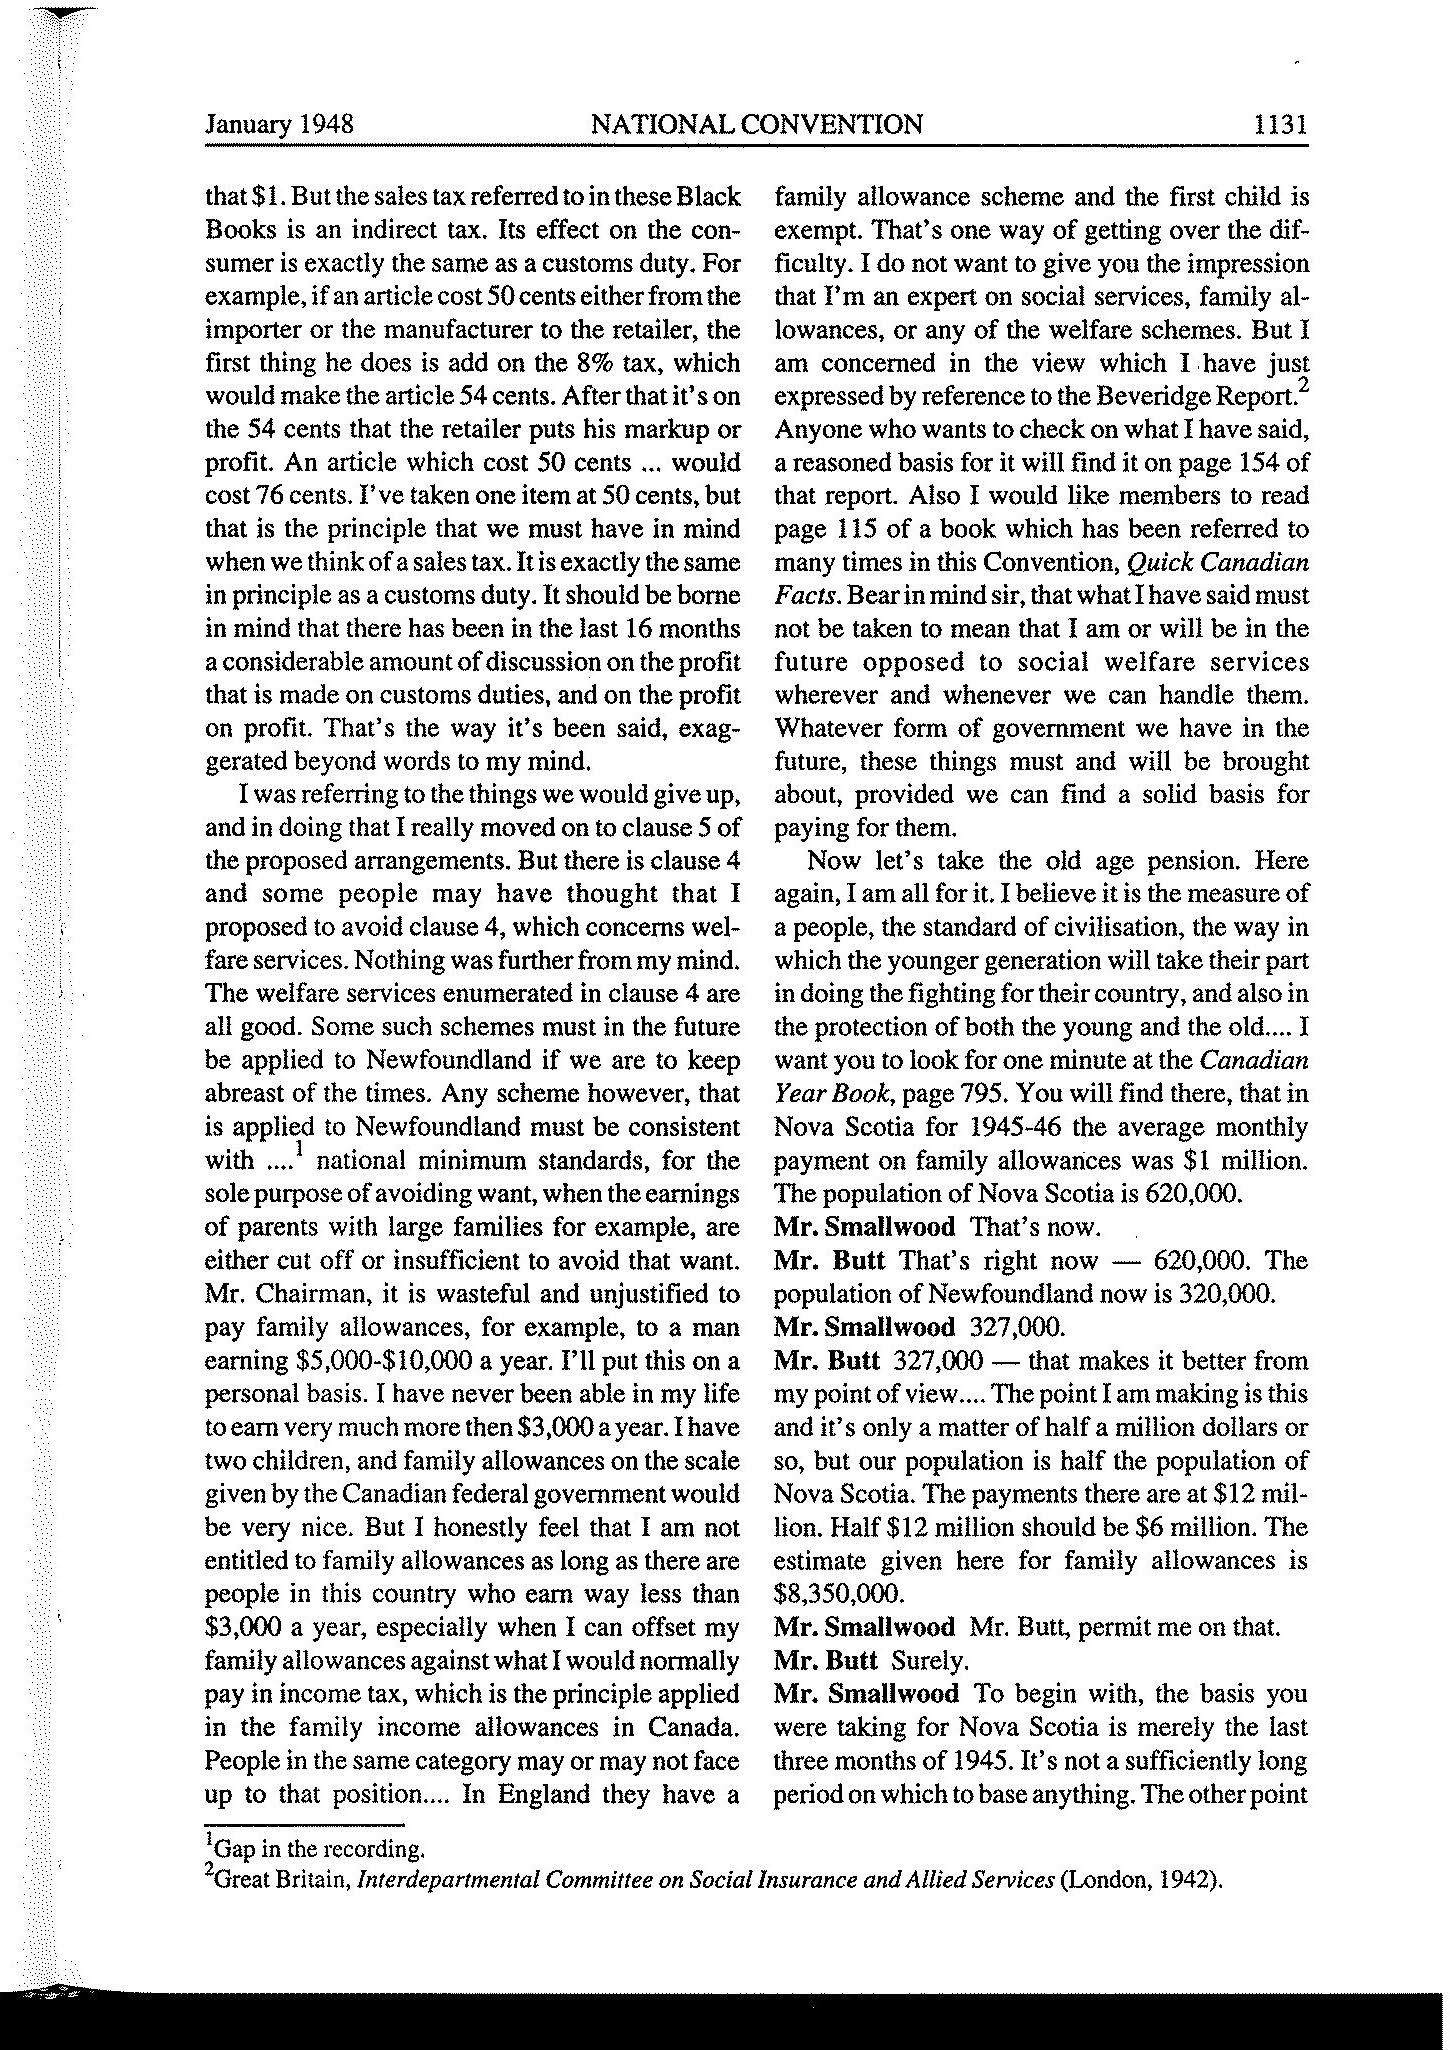 January 1948 NATIONAL CONVENTION 1131
that $1. But the sales tax referred to in these Black
Books is an indirect tax. Its effect on the con-
sumer is exactly the same as a customs duty. For
example, if an article cost 50 cents either from the
importer or the manufacturer to the retailer, the
first thing he does is add on the 8% tax, which
would make the article 54 cents. After that it's on
the 54 cents that the retailer puts his markup or
profit. An article which cost 50 cents ... would
cost 76 cents. I've taken one item at 50 cents, but
that is the principle that we must have in mind
when we think of a sales tax. It is exactly the same
in principle as a customs duty. It should be borne
in mind that there has been in the last 16 months
a considerable amount of discussion on the profit
that is made on customs duties, and on the profit
on profit. That's the way it's been said, exag-
gerated beyond words to my mind.
I was referring to the things we would give up,
and in doing that I really moved on to clause 5 of
the proposed arrangements. But there is clause 4
and some people may have thought that I
proposed to avoid clause 4, which concerns wel-
fare services. Nothing was further from my mind.
The welfare services enumerated in clause 4 are
all good. Some such schemes must in the future
be applied to Newfoundland if we are to keep
abreast of the times. Any scheme however, that
is applied to Newfoundland must be consistent
with ....1 national minimum standards, for the
sole purpose of avoiding want, when the earnings
of parents with large families for example, are
either cut off or insufficient to avoid that want.
Mr. Chairman, it is wasteful and unjustified to
pay family allowances, for example, to a man
earning $5,000-$10,000 a year. I'll put this on a
personal basis. I have never been able in my life
to earn very much more then $3,000 a year. I have
two children, and family allowances on the scale
given by the Canadian federal government would
be very nice. But I honestly feel that I am not
entitled to family allowances as long as there are
people in this country who earn way less than
$3,000 a year, especially when I can offset my
family allowances against what I would normally
pay in income tax, which is the principle applied
in the family income allowances in Canada.
People in the same category may or may not face
up to that position.... In England they have a
family allowance scheme and the first child is
exempt. That's one way of getting over the dif-
ficulty. I do not want to give you the impression
that I'm an expert on social services, family al-
lowances, or any of the welfare schemes. But I
am concerned in the view which I have just
expressed by reference to the Beveridge Report.2
Anyone who wants to check on what I have said,
a reasoned basis for it will find it on page 154 of
that report. Also I would like members to read
page 115 of a book which has been referred to
many times in this Convention, Quick Canadian
Facts. Bear in mind sir, that what I have said must
not be taken to mean that I am or will be in the
future opposed to social welfare services
wherever and whenever we can handle them.
Whatever form of government we have in the
future, these things must and will be brought
about, provided we can find a solid basis for
paying for them.
Now let's take the old age pension. Here
again, I am all for it. I believe it is the measure of
a people, the standard of civilisation, the way in
which the younger generation will take their part
in doing the fighting for their country, and also in
the protection of both the young and the old.... I
want you to look for one minute at the Canadian
Year Book, page 795. You will find there, that in
Nova Scotia for 1945-46 the average monthly
payment on family allowances was $1 million.
The population of Nova Scotia is 620,000.
Mr. Smallwood That's now.
Mr. Butt That's right now — 620,000. The
population of Newfoundland now is 320,000.
Mr. Smallwood 327,000.
Mr. Butt 327,000 — that makes it better from
my point of view.... The point I am making is this
and it's only a matter of half a million dollars or
so, but our population is half the population of
Nova Scotia. The payments there are at $12 mil-
lion. Half $12 million should be $6 million. The
estimate given here for family allowances is
$8,350,000.
Mr. Smallwood Mr. Butt, permit me on that.
Mr. Butt Surely.
Mr. Smallwood To begin with, the basis you
were taking for Nova Scotia is merely the last
three months of 1945. It's not a sufficiently long
period on which to base anything. The other point
1Gap in the recording.
2Great Britain, Interdepartmental Committee on Social Insurance and Allied Services (London, 1942).